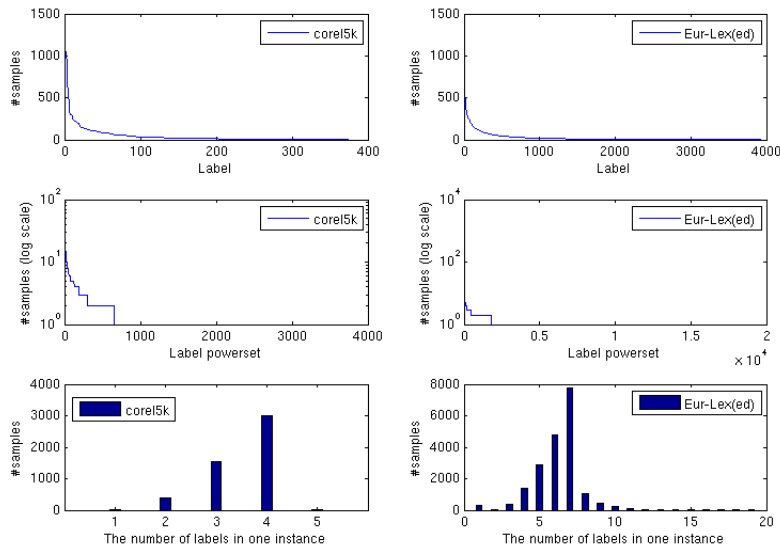 1500
1000
500
0
#samples
corel5k
0 100 200 300 400
Label
1500
1000
500
0
#samples
Eur-Lex(ed)
0 1000 2000 3000 4000
Label
10^2
10^1
10^0
#samples (log scale)
corel5k
0 1000 2000 3000 4000
Label powerset
10^4
10^2
10^0
#samples (log scale)
Eur-Lex(ed)
0 0.5 1 1.5 2
Label powerset
× 10^4
4000
3000
2000
1000
0
#samples
corel5k
1 2 3 4 5
The number of labels in one instance
8000
6000
4000
2000
0
#samples
Eur-Lex(ed)
0 5 10 15 20
The number of labels in one instance